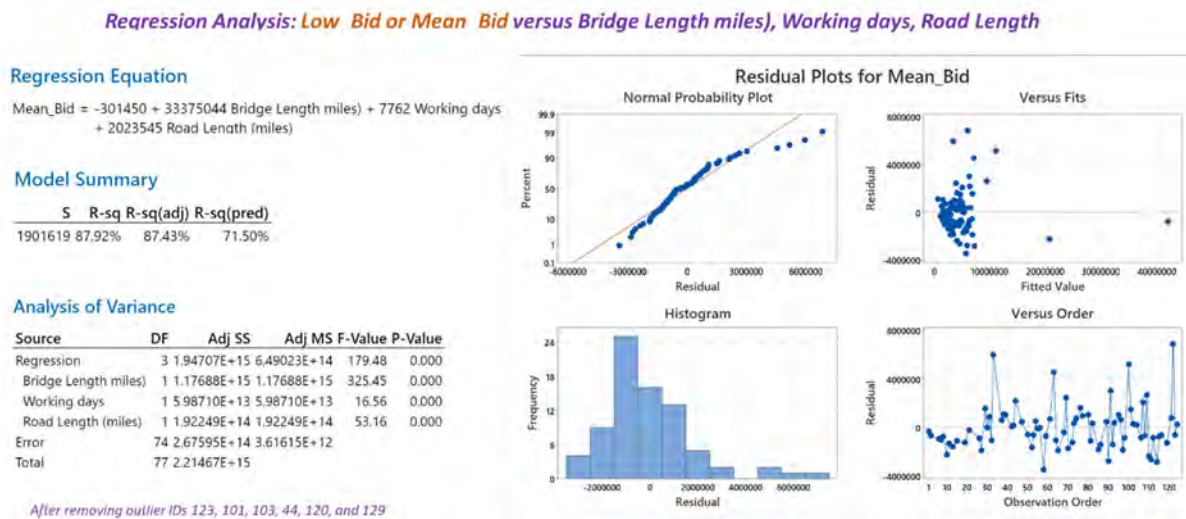 Regression Analysis: Low_Bid or Mean_Bid versus Bridge Length miles), Working days, Road Length
Regression Equation
Mean_Bid = -301450 + 33375044 Bridge Length miles) + 7762 Working days
+ 2023545 Road Length (miles)
Model Summary
S R-sq R-sq(adj) R-sq(pred)
1901619 87.92% 87.43% 71.50%
Analysis of Variance
Source DF Adj SS Adj MS F-Value P-Value
Regression 3 1.94707E+15 6.49023E+14 179.48 0.000
Bridge Length miles) 1 1.17688E+15 1.17688E+15 325.45 0.000
Working days 1 5.98710E+13 5.98710E+13 16.56 0.000
Road Length (miles) 1 1.92249E+14 1.92249E+14 53.16 0.000
Error 74 2.67595E+14 3.61615E+12
Total 77 2.21467E+15
After removing outlier IDs 123, 101, 103, 44, 120, and 129
Residual Plots for Mean_Bid
Normal Probability Plot
99.9
99
90
50
10
1
0.1
Percent
-6000000 -3000000 0 3000000 6000000
Residual
Versus Fits
8000000
4000000
0
-4000000
Residual
0 10000000 20000000 30000000 40000000
Fitted Value
Histogram
24
18
12
6
0
Frequency
-2000000 0 2000000 4000000 6000000
Residual
Versus Order
8000000
4000000
0
-4000000
Residual
1 10 20 30 40 50 60 70 80 90 100 110 120
Observation Order